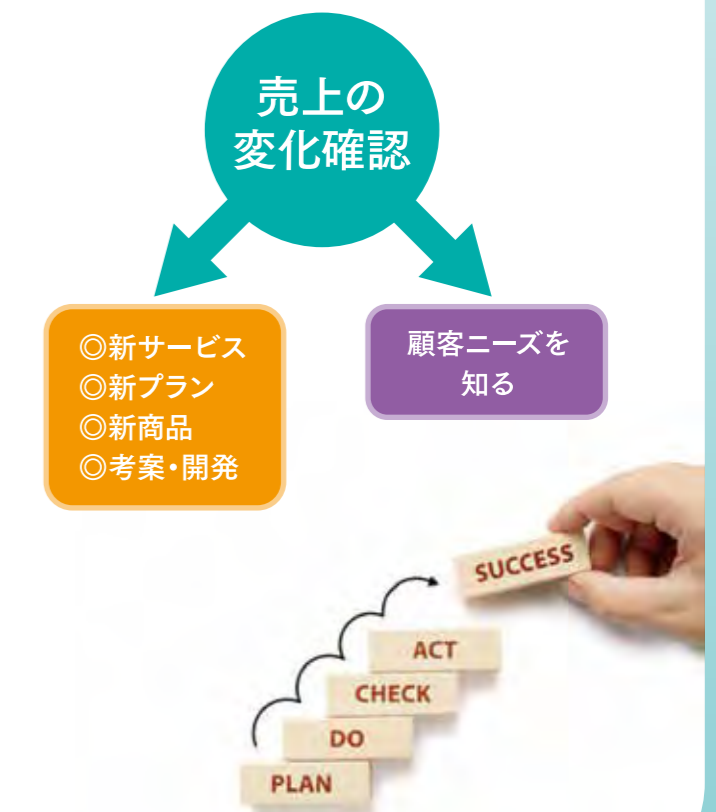 売上の
変化確認
◎新サービス
◎新プラン
◎新商品
◎考案・開発
顧客ニーズを
知る
SUCCESS
ACT
CHECK
DO
PLAN